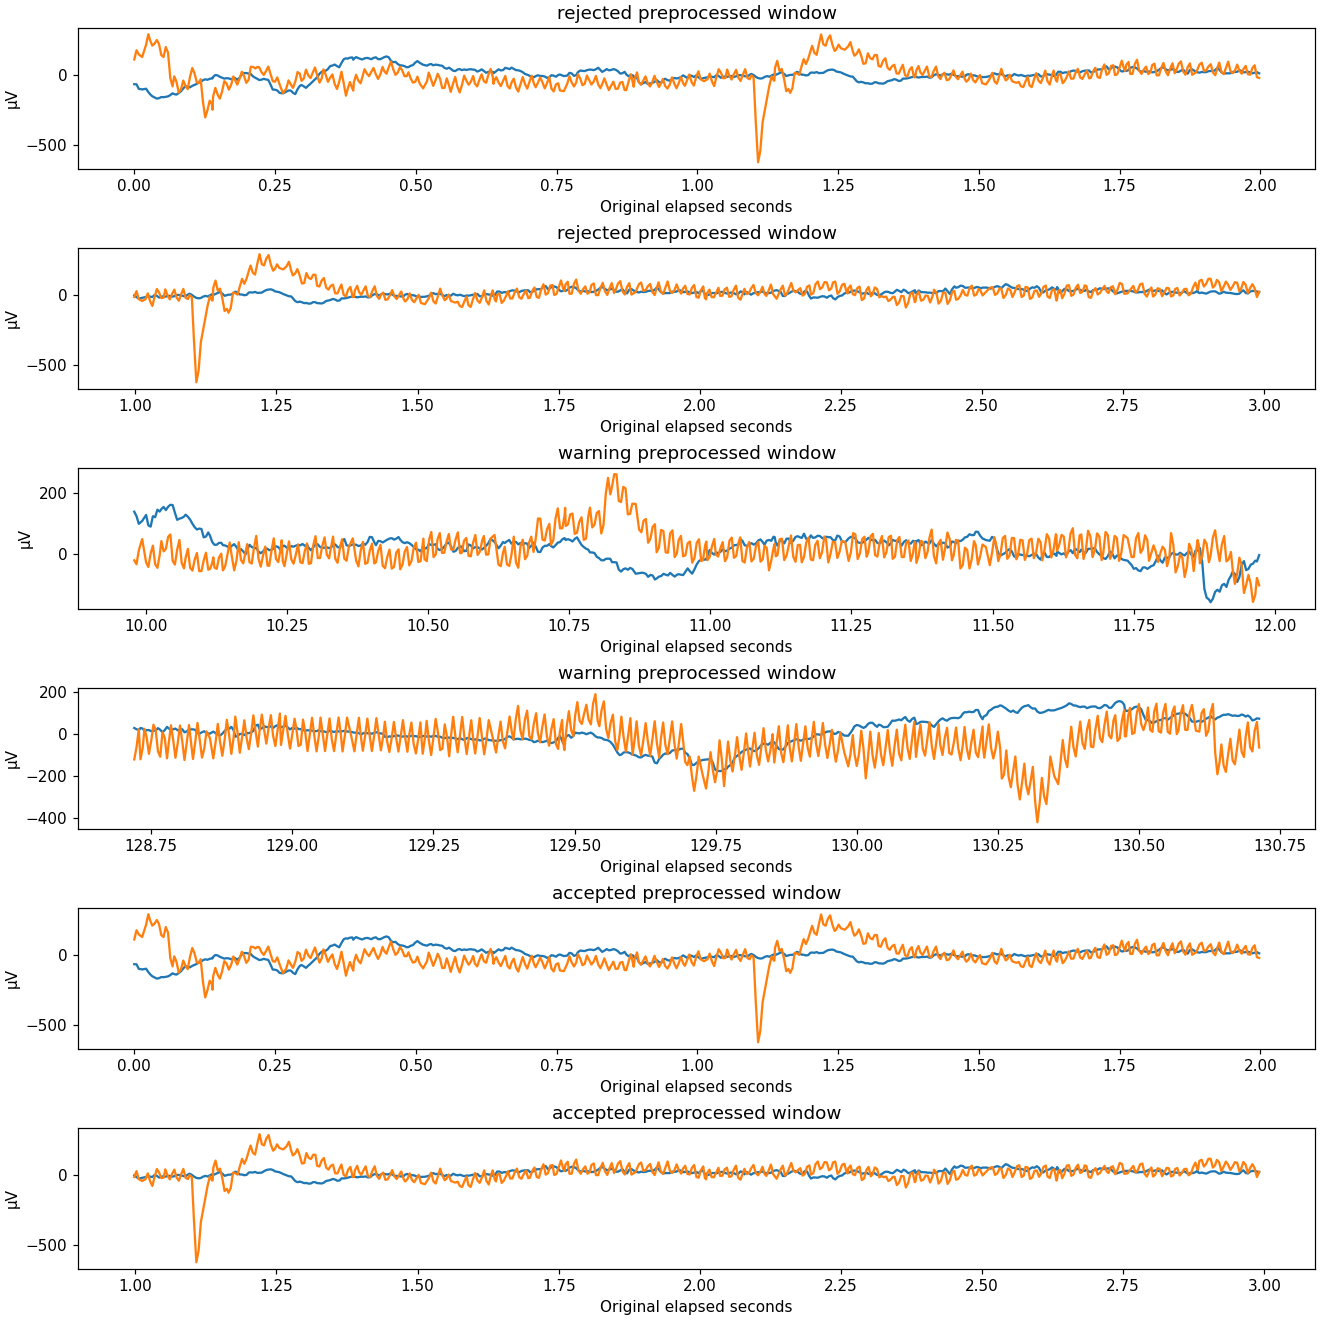 rejected preprocessed window
0
−500
µV
0.00 0.25 0.50 0.75 1.00 1.25 1.50 1.75 2.00
Original elapsed seconds
rejected preprocessed window
0
−500
µV
1.00 1.25 1.50 1.75 2.00 2.25 2.50 2.75 3.00
Original elapsed seconds
warning preprocessed window
200
0
µV
10.00 10.25 10.50 10.75 11.00 11.25 11.50 11.75 12.00
Original elapsed seconds
warning preprocessed window
200
0
−200
−400
µV
128.75 129.00 129.25 129.50 129.75 130.00 130.25 130.50 130.75
Original elapsed seconds
accepted preprocessed window
0
−500
µV
0.00 0.25 0.50 0.75 1.00 1.25 1.50 1.75 2.00
Original elapsed seconds
accepted preprocessed window
0
−500
µV
1.00 1.25 1.50 1.75 2.00 2.25 2.50 2.75 3.00
Original elapsed seconds